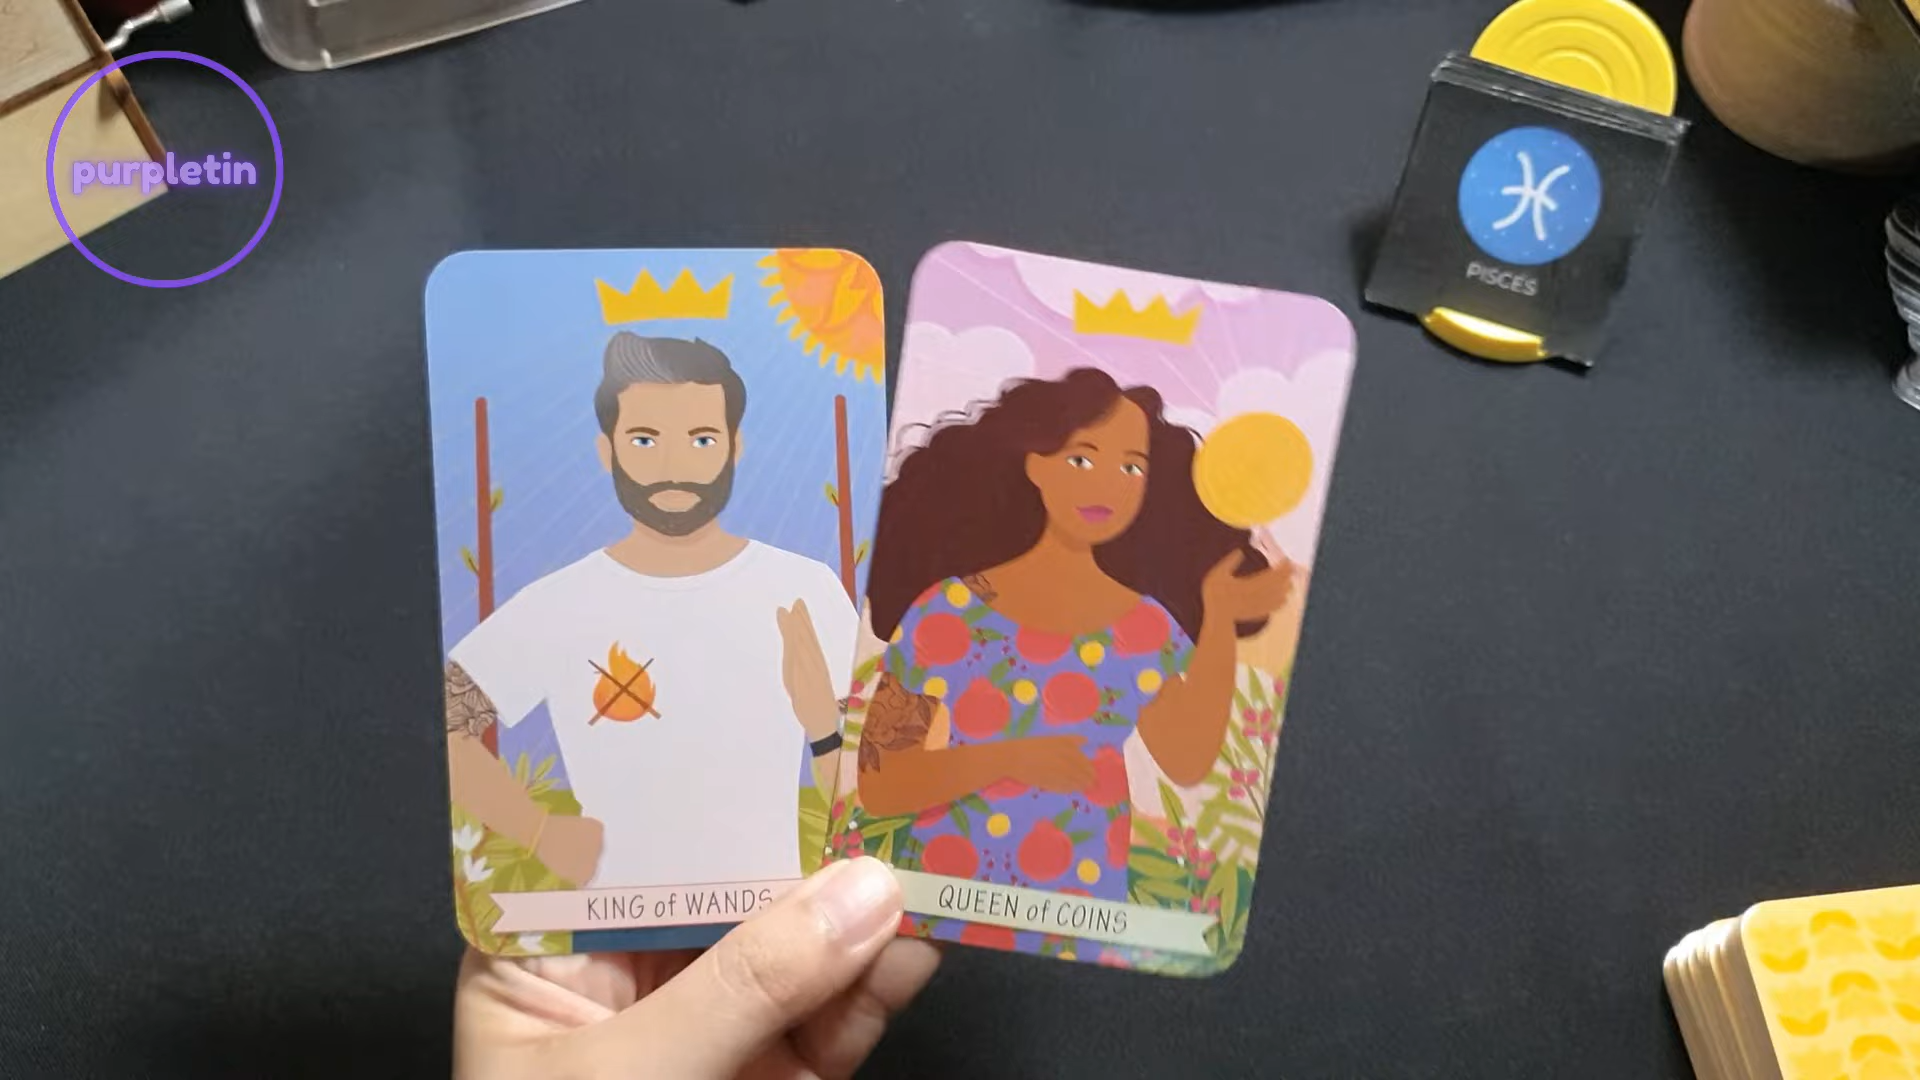 purpletin
PISCES
KING of WANDS
QUEEN of COINS